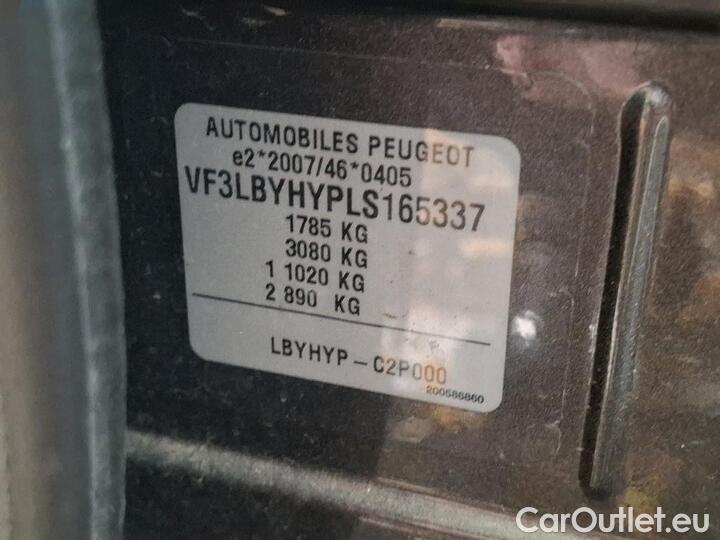 AUTOMOBILES PEUGEOT
e2*2007/46*0405
VF3LBYHYPLS165337
1785 KG
3080 KG
1 1020 KG
2 890 KG
LBYHYP-C2P000
200586860
CarOutlet.eu